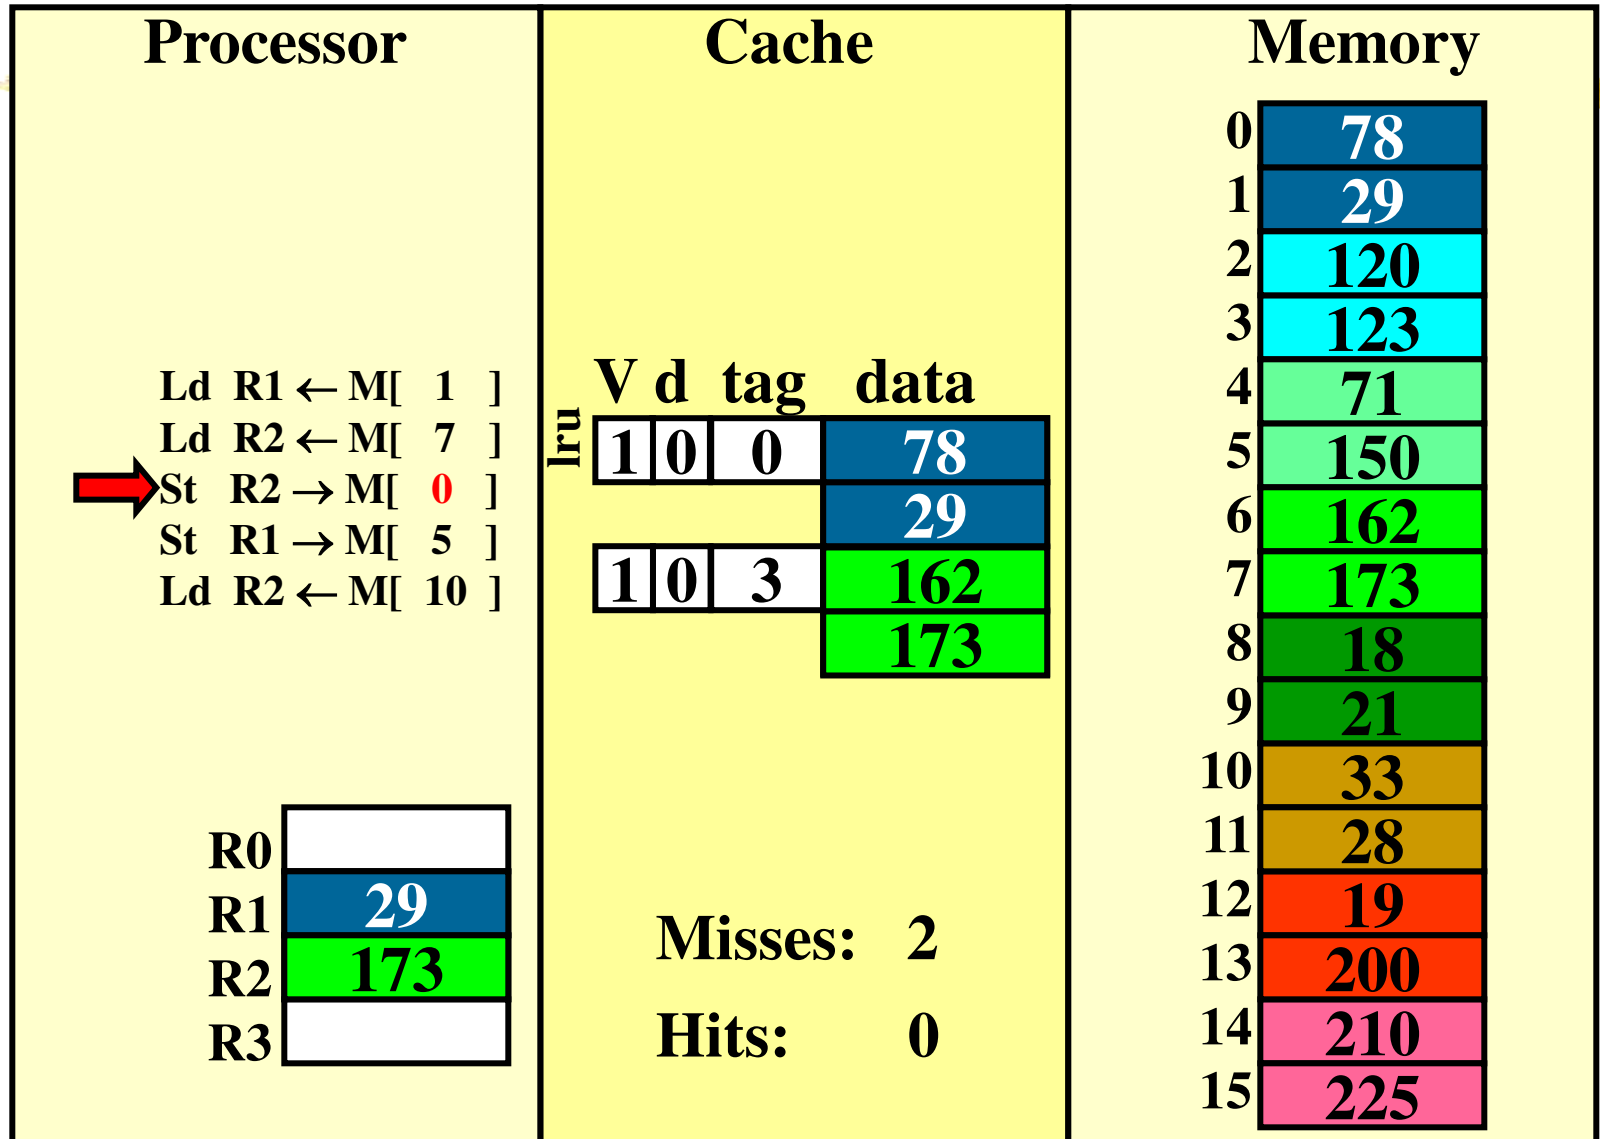 Processor
Ld R1 ← M[ 1 ]
Ld R2 ← M[ 7 ]
St R2 → M[ 0 ]
St R1 → M[ 5 ]
Ld R2 ← M[ 10 ]
R0
R1 29
R2 173
R3
Cache
V d tag data
lru
1 0 0 78
29
1 0 3 162
173
Misses: 2
Hits: 0
Memory
0 78
1 29
2 120
3 123
4 71
5 150
6 162
7 173
8 18
9 21
10 33
11 28
12 19
13 200
14 210
15 225